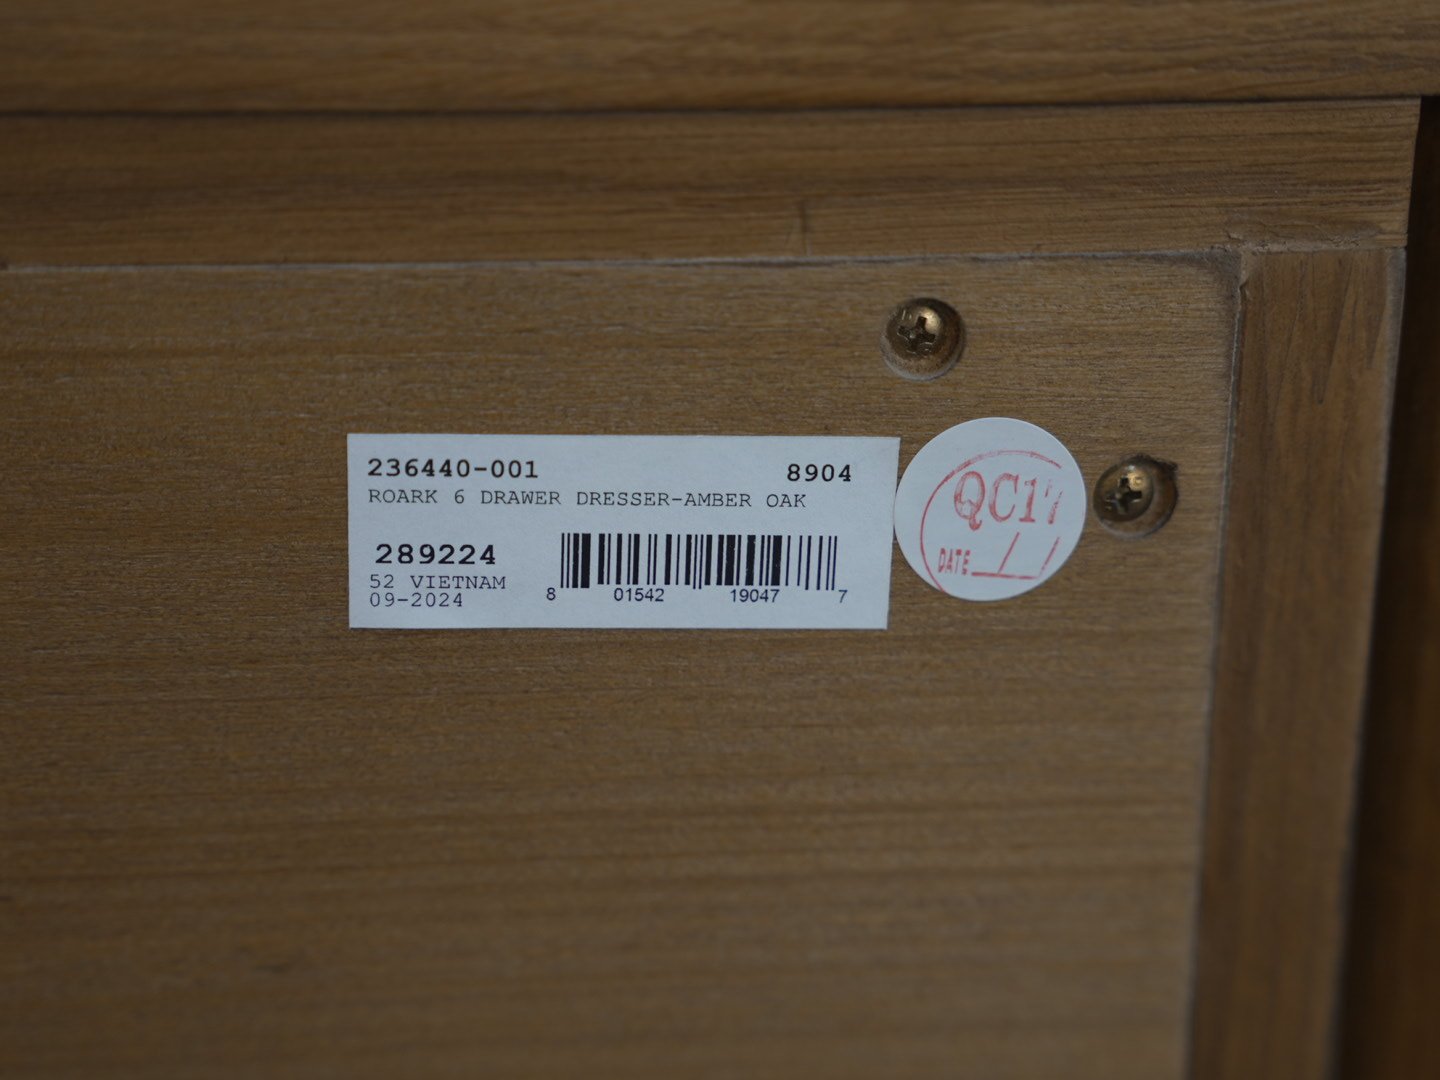 236440-001 8904
ROARK 6 DRAWER DRESSER-AMBER OAK
289224
52 VIETNAM
09-2024
8 01542 19047 7
QC17
DATE